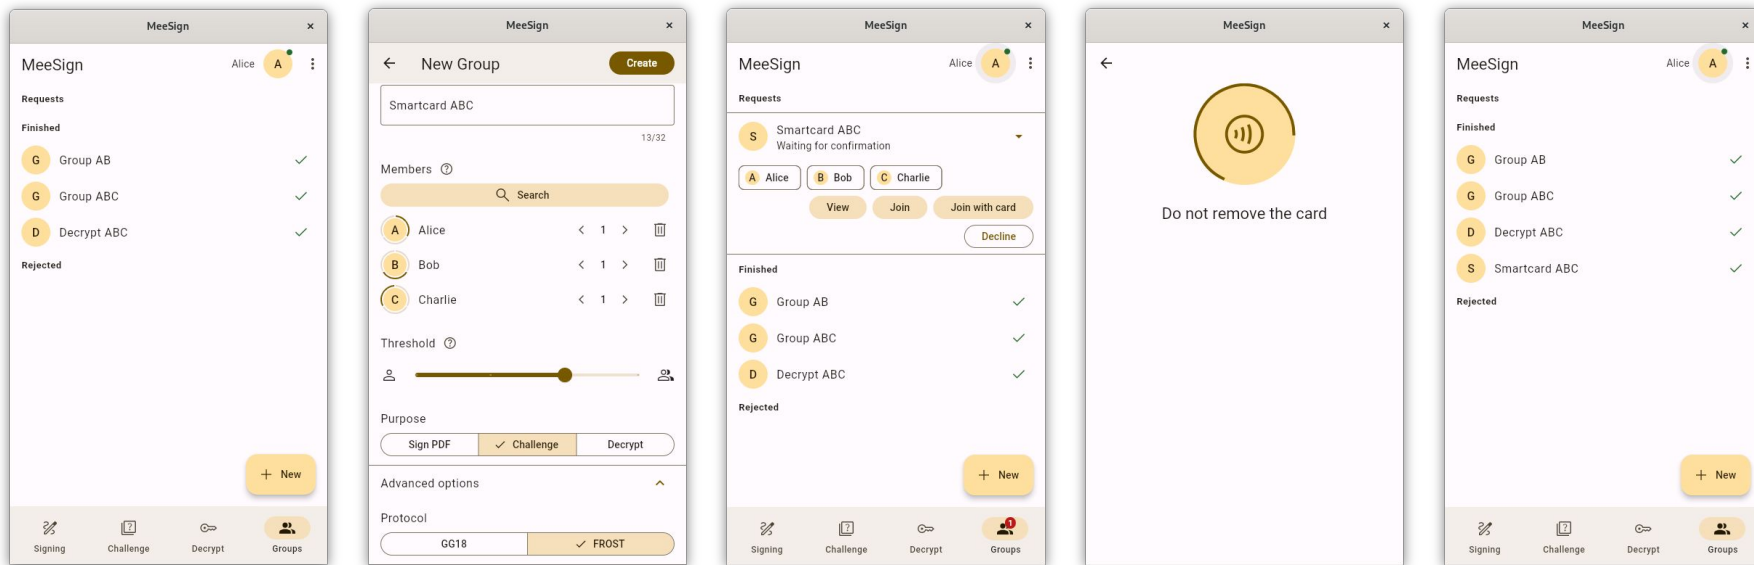 MeeSign ×
MeeSign Alice A
Requests
Finished
G Group AB
G Group ABC
D Decrypt ABC
Rejected
+ New
Signing Challenge Decrypt Groups
MeeSign ×
New Group Create
Smartcard ABC
13/32
Members ?
Search
A Alice < 1 >
B Bob < 1 >
C Charlie < 1 >
Threshold ?
Purpose
Sign PDF ✓ Challenge Decrypt
Advanced options
Protocol
GG18 ✓ FROST
MeeSign ×
MeeSign Alice A
Requests
S Smartcard ABC
Waiting for confirmation
A Alice B Bob C Charlie
View Join Join with card
Decline
Finished
G Group AB
G Group ABC
D Decrypt ABC
Rejected
+ New
1
Signing Challenge Decrypt Groups
MeeSign ×
Do not remove the card
MeeSign ×
MeeSign Alice A
Requests
Finished
G Group AB
G Group ABC
D Decrypt ABC
S Smartcard ABC
Rejected
+ New
Signing Challenge Decrypt Groups